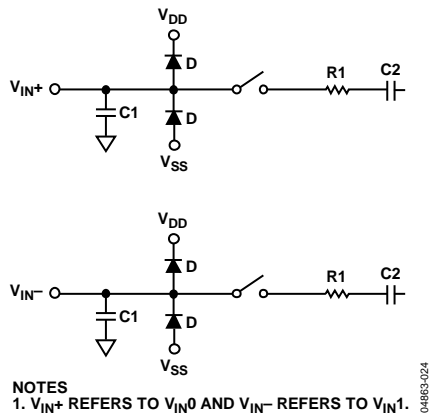 VDD
D
VIN+
R1
C2
C1
D
VSS
VDD
D
VIN–
R1
C2
C1
D
VSS
NOTES
1. VIN+ REFERS TO VIN0 AND VIN– REFERS TO VIN1.
04863-024